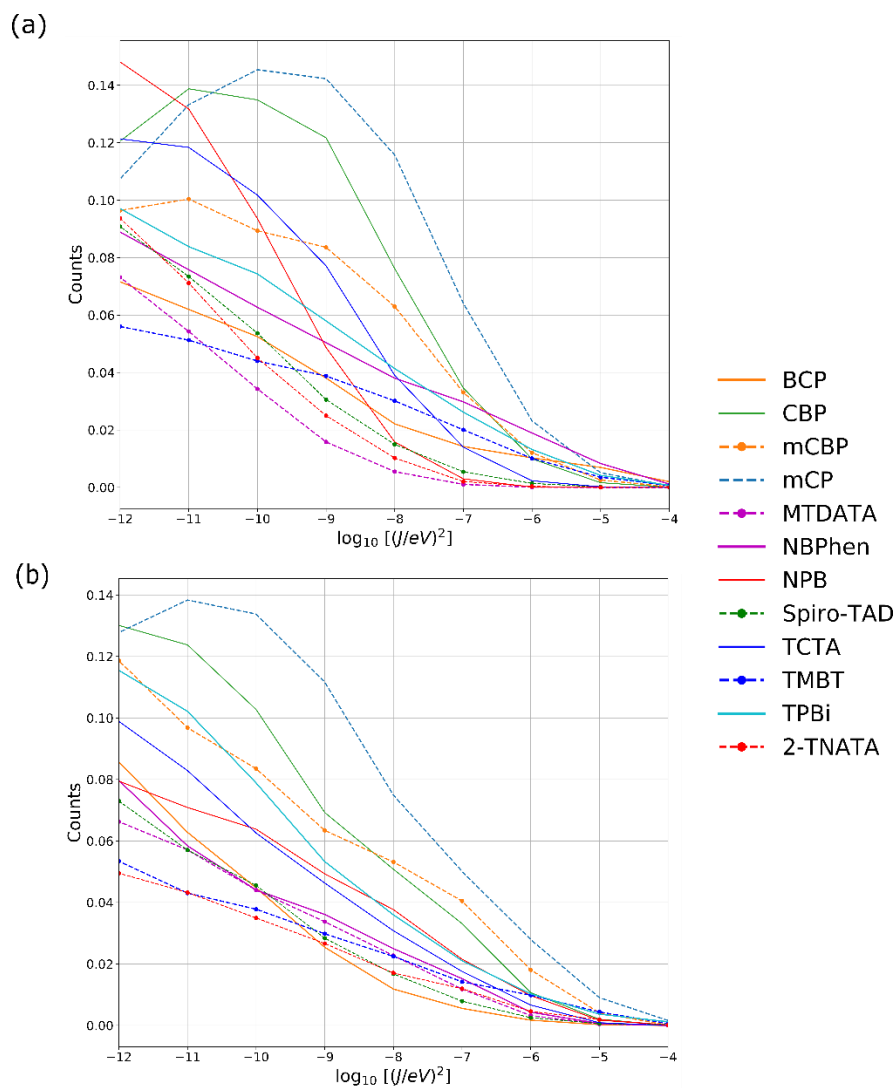 (a)
0.14
0.12
0.10
0.08
0.06
0.04
0.02
0.00
Counts
−12 −11 −10 −9 −8 −7 −6 −5 −4
log₁₀ [(J/eV)²]
BCP
CBP
mCBP
mCP
MTDATA
NBPhen
NPB
Spiro-TAD
TCTA
TMBT
TPBi
2-TNATA
(b)
0.14
0.12
0.10
0.08
0.06
0.04
0.02
0.00
Counts
−12 −11 −10 −9 −8 −7 −6 −5 −4
log₁₀ [(J/eV)²]